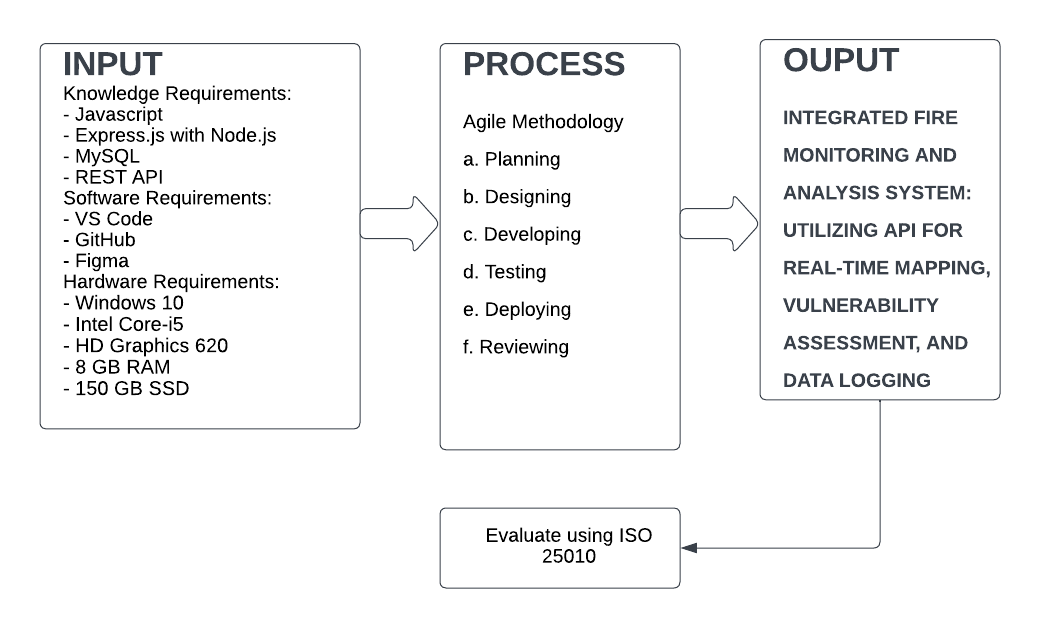 INPUT
Knowledge Requirements:
- Javascript
- Express.js with Node.js
- MySQL
- REST API
Software Requirements:
- VS Code
- GitHub
- Figma
Hardware Requirements:
- Windows 10
- Intel Core-i5
- HD Graphics 620
- 8 GB RAM
- 150 GB SSD
PROCESS
Agile Methodology
a. Planning
b. Designing
c. Developing
d. Testing
e. Deploying
f. Reviewing
OUPUT
INTEGRATED FIRE
MONITORING AND
ANALYSIS SYSTEM:
UTILIZING API FOR
REAL-TIME MAPPING,
VULNERABILITY
ASSESSMENT, AND
DATA LOGGING
Evaluate using ISO
25010